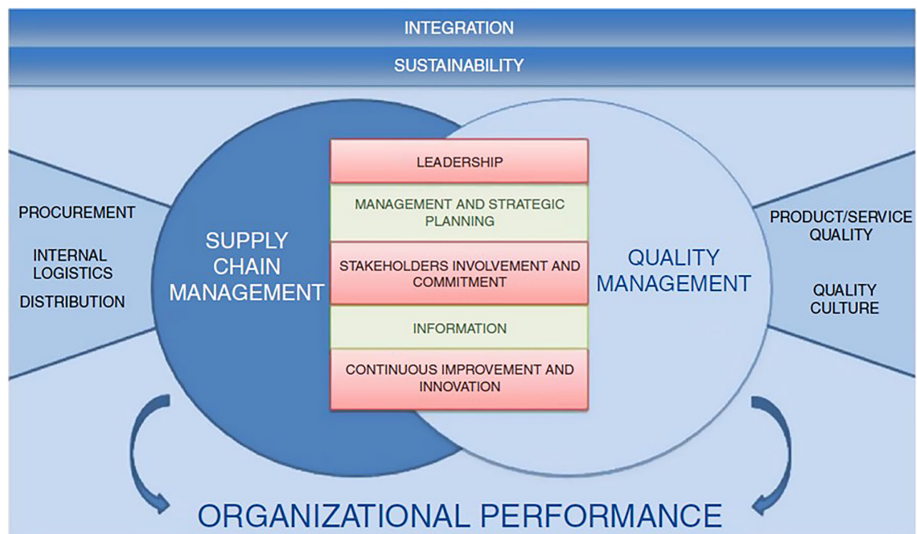 INTEGRATION
SUSTAINABILITY
PROCUREMENT
INTERNAL
LOGISTICS
DISTRIBUTION
SUPPLY
CHAIN
MANAGEMENT
LEADERSHIP
MANAGEMENT AND STRATEGIC
PLANNING
STAKEHOLDERS INVOLVEMENT AND
COMMITMENT
INFORMATION
CONTINUOUS IMPROVEMENT AND
INNOVATION
QUALITY
MANAGEMENT
PRODUCT/SERVICE
QUALITY
QUALITY
CULTURE
ORGANIZATIONAL PERFORMANCE